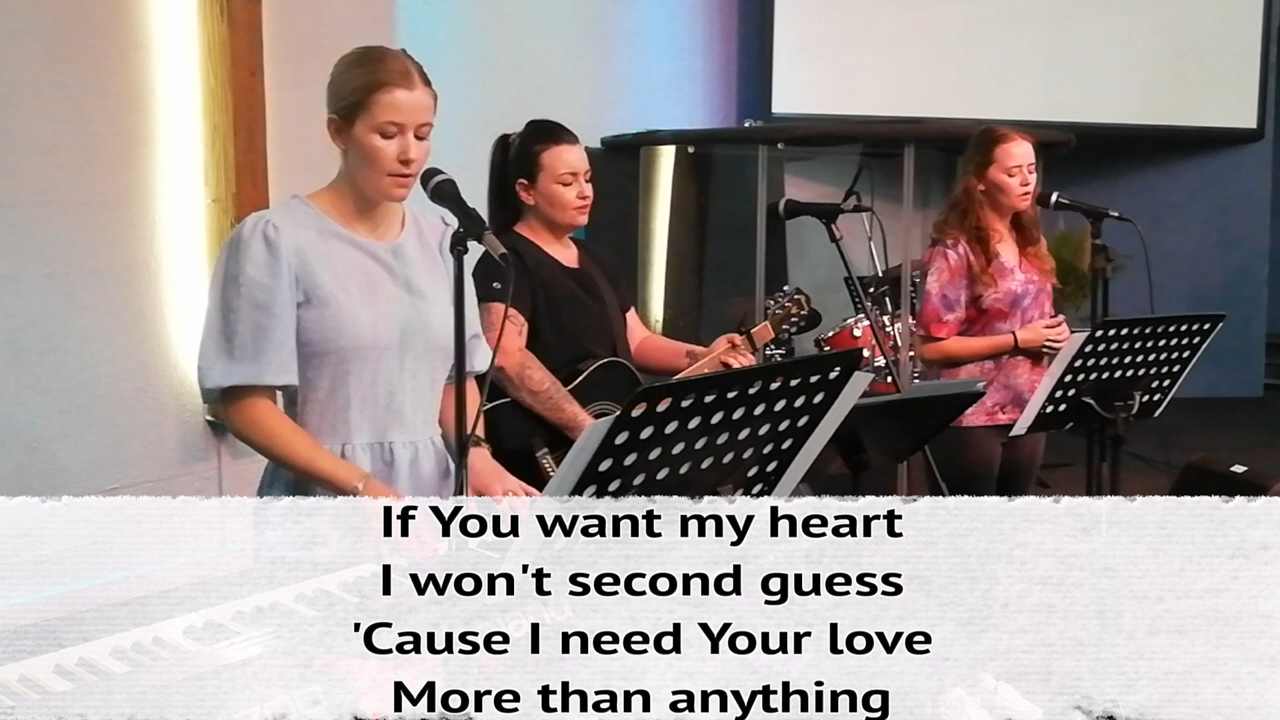 If You want my heart
I won't second guess
'Cause I need Your love
More than anything